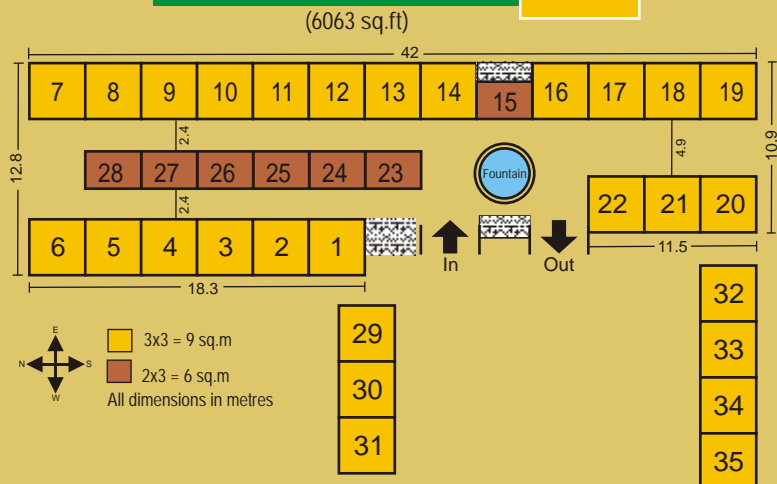 (6063 sq.ft)
42
7 8 9 10 11 12 13 14 15 16 17 18 19
12.8
10.9
2.4
4.9
28 27 26 25 24 23
Fountain
2.4
22 21 20
6 5 4 3 2 1
In
Out
11.5
18.3
32
29
33
30
34
31
35
E
N
S
W
3x3 = 9 sq.m
2x3 = 6 sq.m
All dimensions in metres